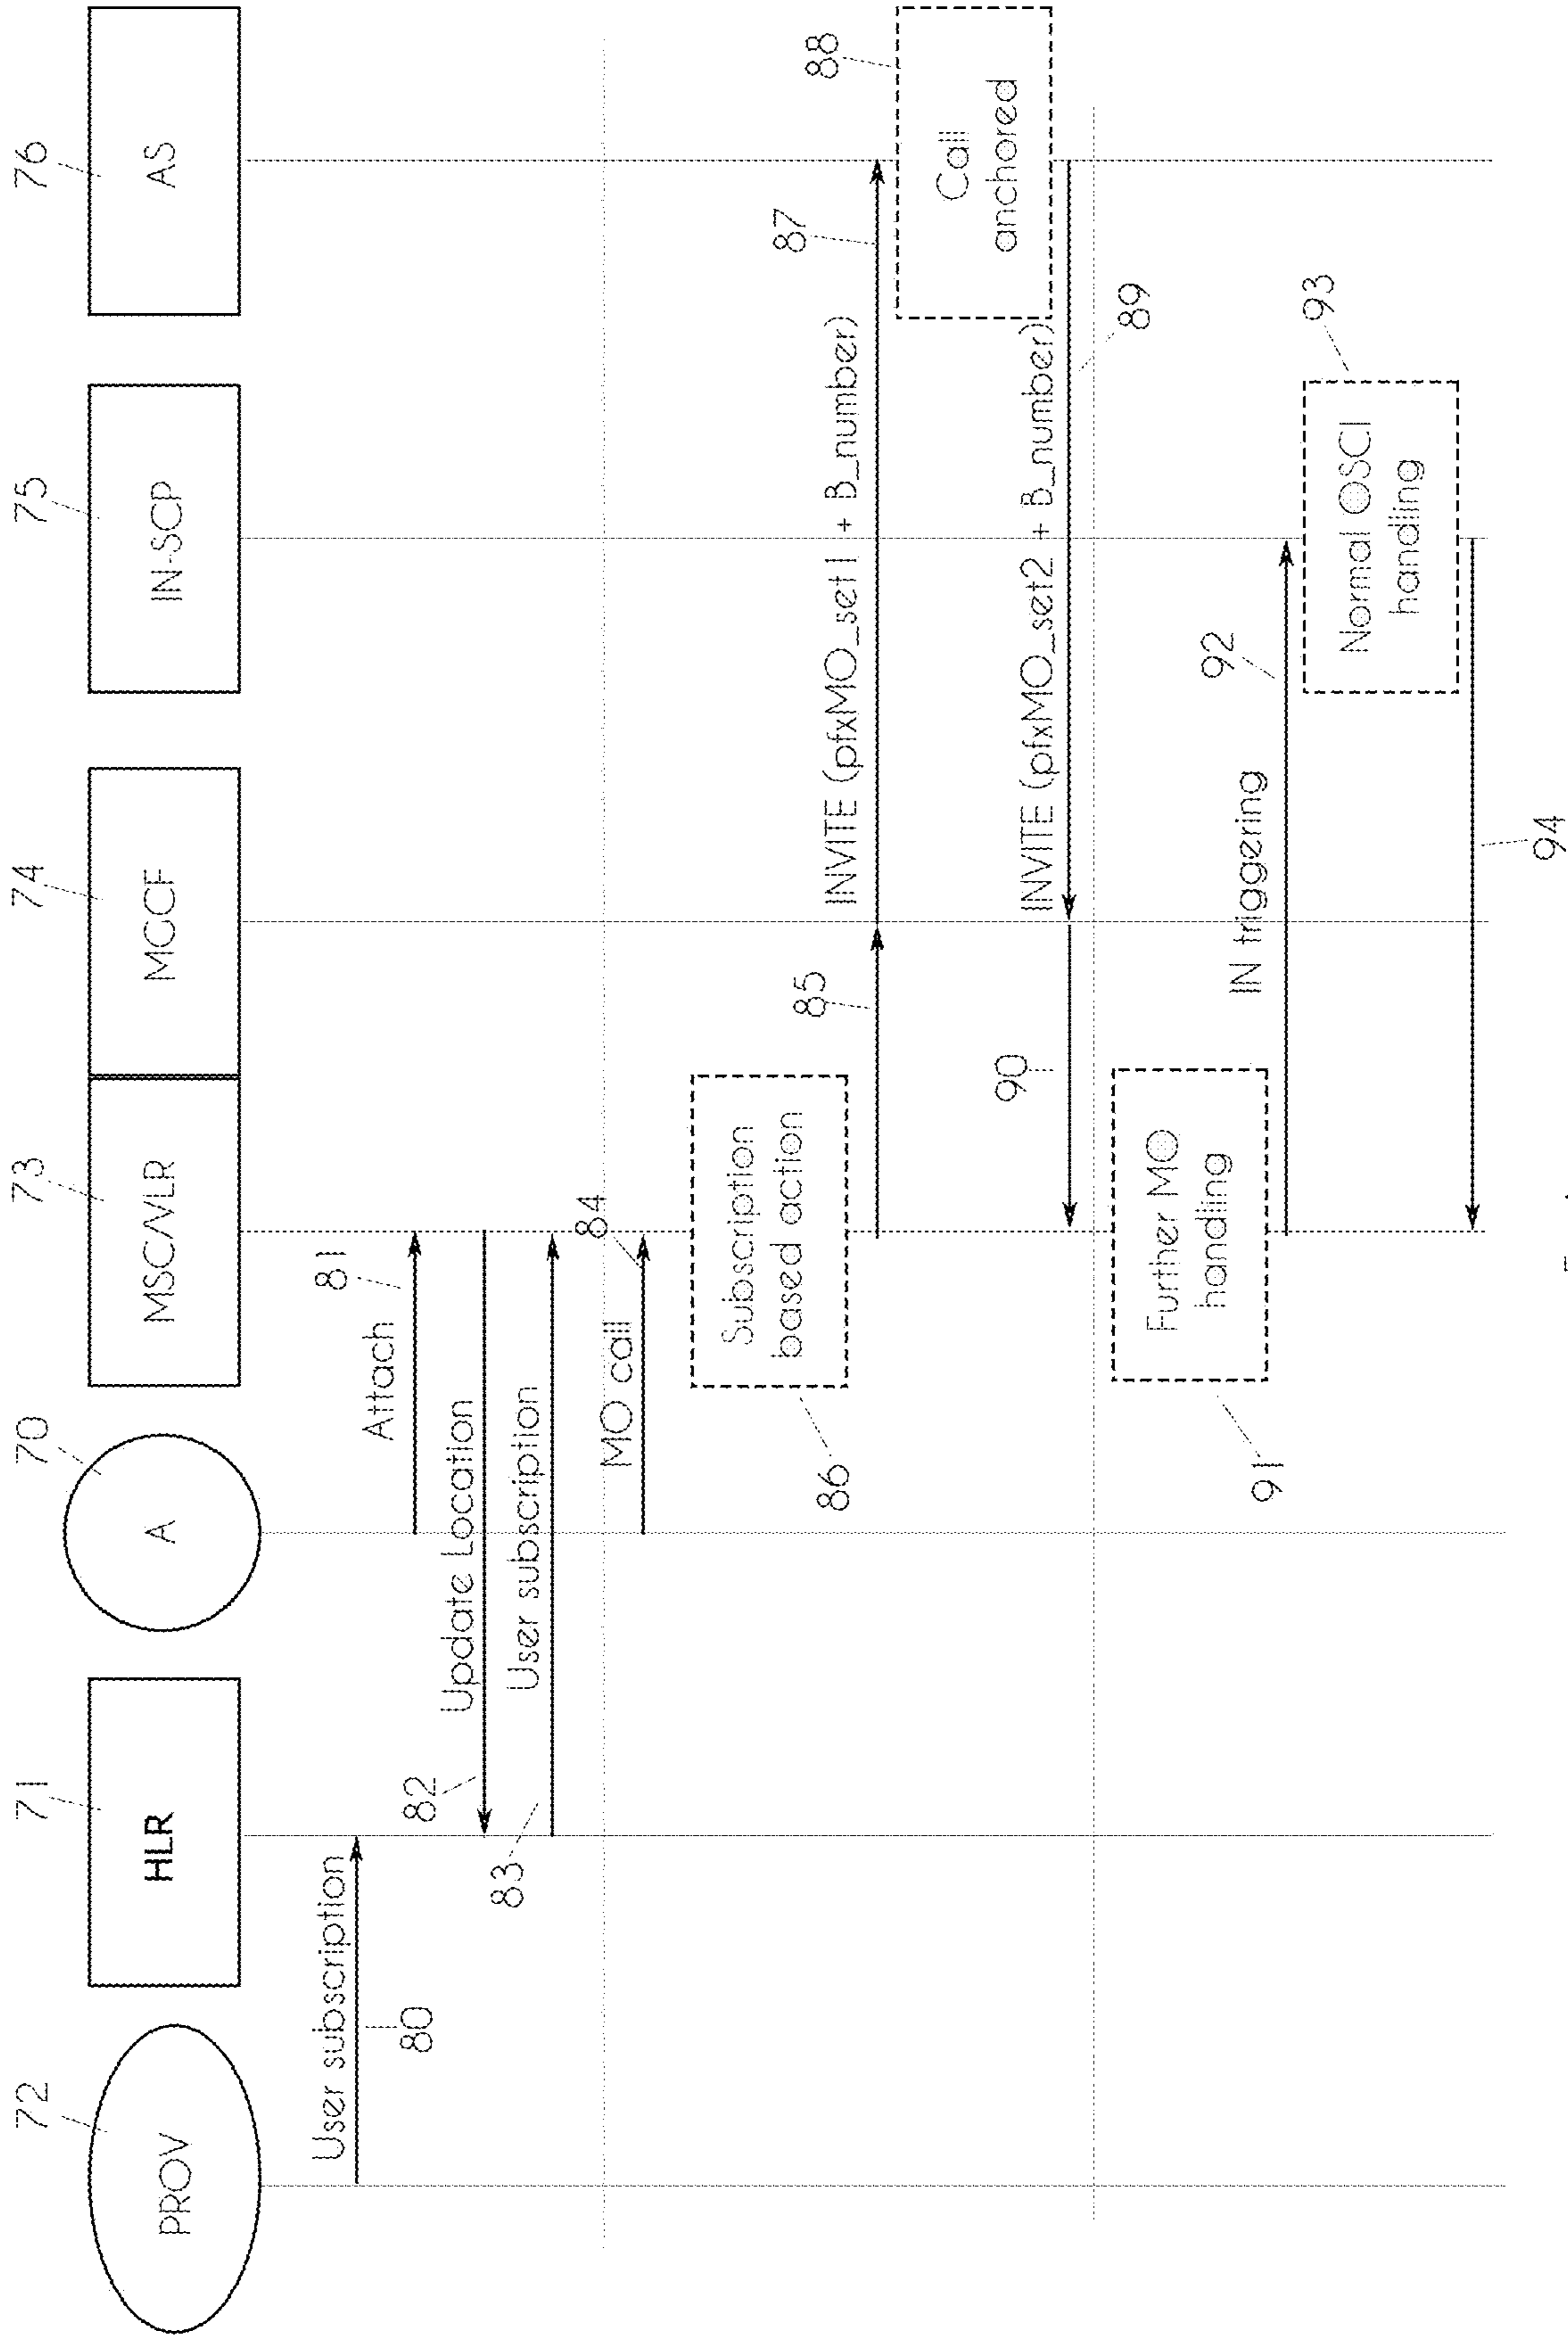 72
71
70
73
74
75
76
PROV
HLR
A
MSC/VLR
MGCF
IN-SCP
AS
User subscription
80
Attach
81
Update Location
82
User subscription
83
MO call
84
Subscription
based action
86
85
INVITE (pfxMO_set1 + B_number)
87
Call
anchored
88
INVITE (pfxMO_set2 + B_number)
89
90
Further MO
handling
91
IN triggering
92
Normal OSCI
handling
93
94